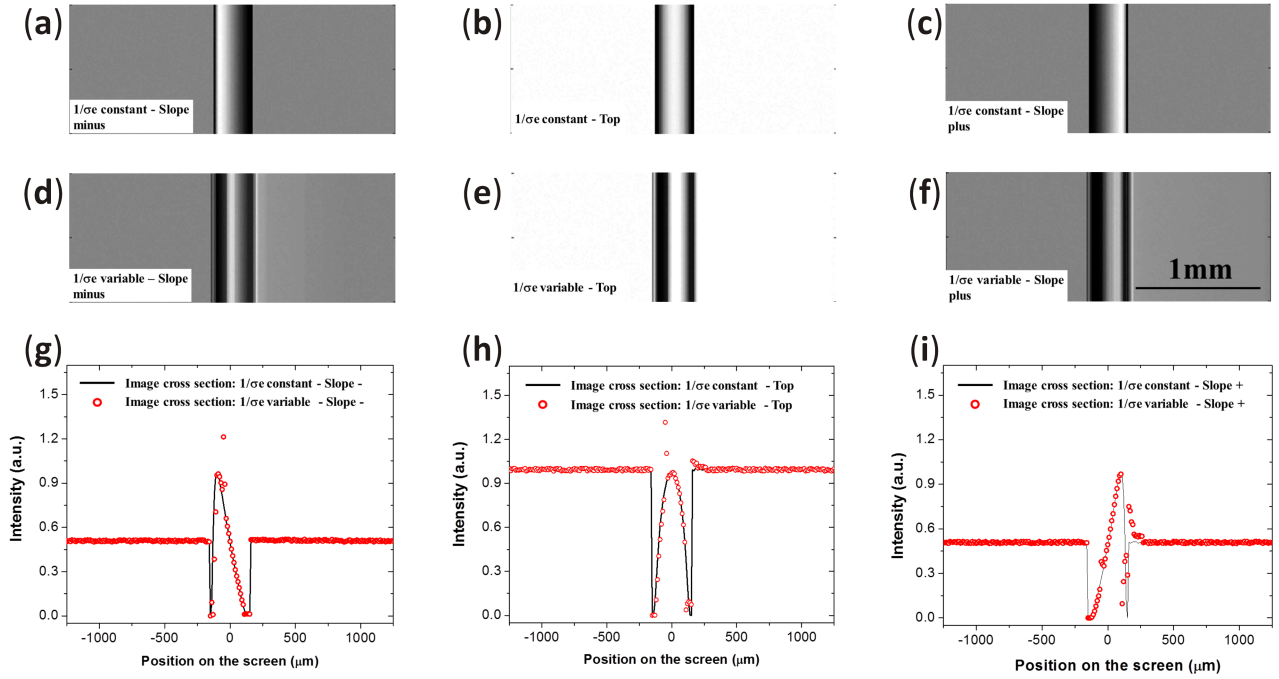 (a)
(b)
(c)
1/σe constant - Slope
minus
1/σe constant - Top
1/σe constant - Slope
plus
(d)
(e)
(f)
1/σe variable – Slope
minus
1/σe variable - Top
1/σe variable - Slope
plus
1mm
(g)
Image cross section: 1/σe constant - Slope -
Image cross section: 1/σe variable - Slope -
1.5
1.2
0.9
0.6
0.3
0.0
Intensity (a.u.)
-1000
-500
0
500
1000
Position on the screen (μm)
(h)
Image cross section: 1/σe constant - Top
Image cross section: 1/σe variable - Top
1.5
1.2
0.9
0.6
0.3
0.0
Intensity (a.u.)
-1000
-500
0
500
1000
Position on the screen (μm)
(i)
Image cross section: 1/σe constant - Slope +
Image cross section: 1/σe variable - Slope +
1.5
1.2
0.9
0.6
0.3
0.0
Intensity (a.u.)
-1000
-500
0
500
1000
Position on the screen (μm)